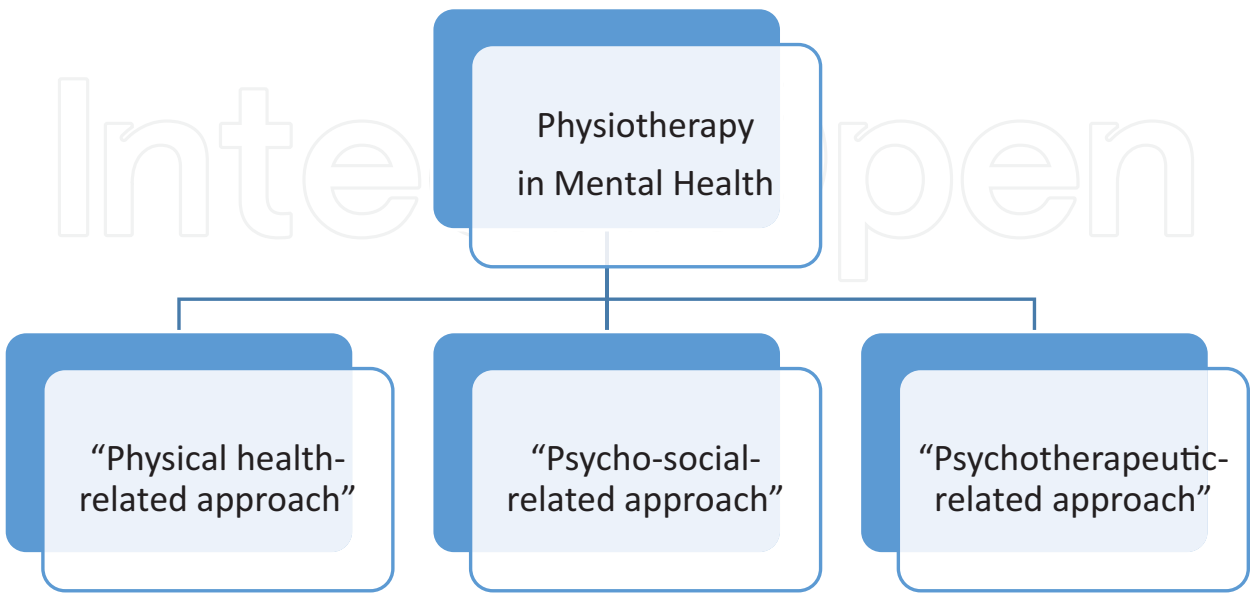 Physiotherapy
in Mental Health
“Physical health-
related approach”
“Psycho-social-
related approach”
“Psychotherapeutic-
related approach”